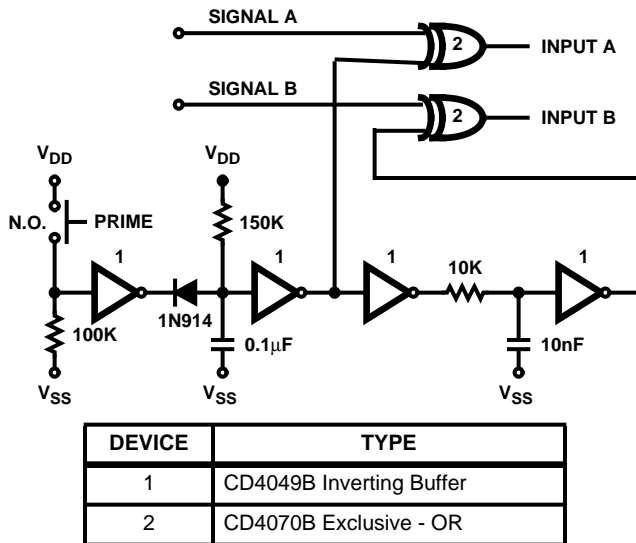 SIGNAL A
2
INPUT A
SIGNAL B
2
INPUT B
VDD
VDD
N.O.
PRIME
150K
1
1
1
10K
1
1N914
100K
0.1μF
10nF
VSS
VSS
VSS
DEVICE TYPE
1 CD4049B Inverting Buffer
2 CD4070B Exclusive - OR